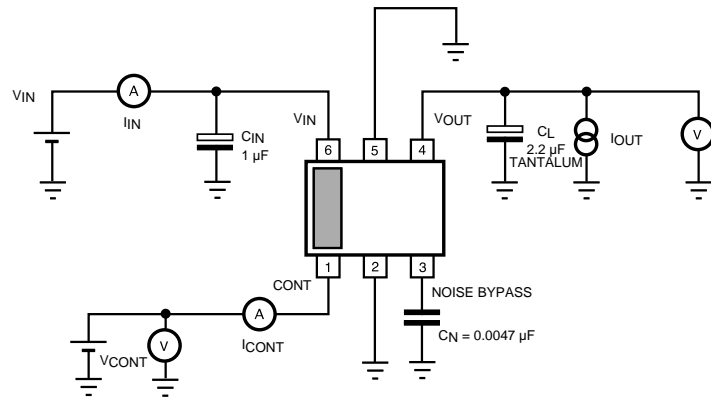 A
VIN
IIN
CIN
1 µF
VIN
VOUT
CL
2.2 µF
TANTALUM
IOUT
V
6
5
4
1
2
3
CONT
NOISE BYPASS
CN = 0.0047 µF
A
ICONT
V
VCONT